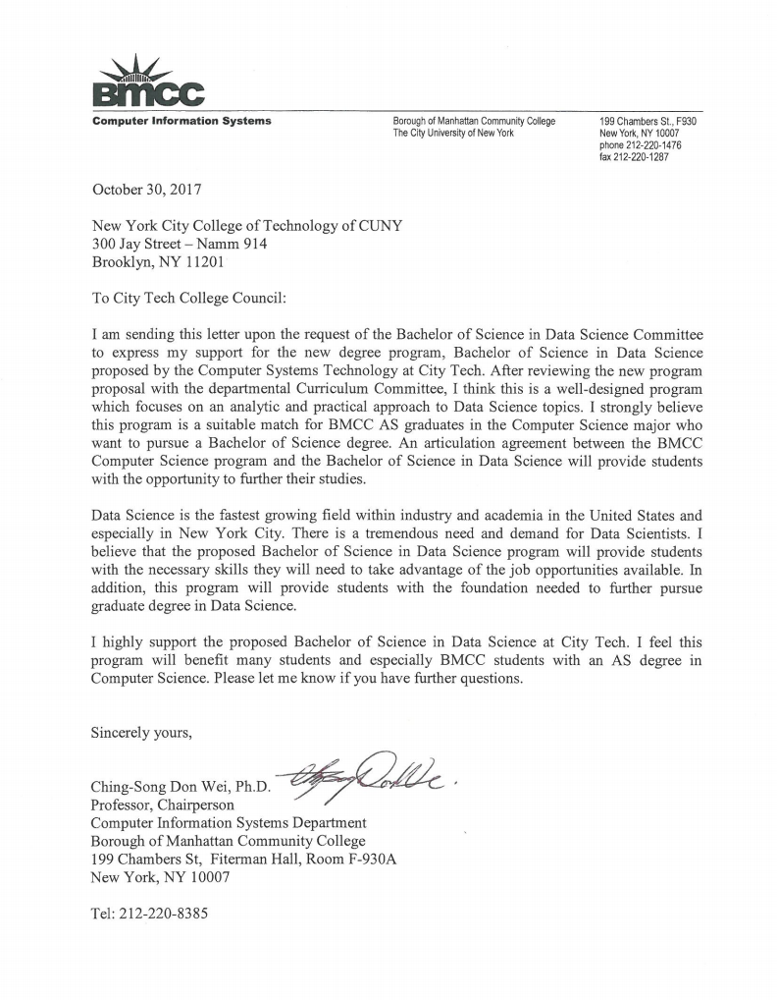 BMCC
Computer Information Systems
Borough of Manhattan Community College
The City University of New York
199 Chambers St., F930
New York, NY 10007
phone 212-220-1476
fax 212-220-1287
October 30, 2017
New York City College of Technology of CUNY
300 Jay Street – Namm 914
Brooklyn, NY 11201
To City Tech College Council:
I am sending this letter upon the request of the Bachelor of Science in Data Science Committee
to express my support for the new degree program, Bachelor of Science in Data Science
proposed by the Computer Systems Technology at City Tech. After reviewing the new program
proposal with the departmental Curriculum Committee, I think this is a well-designed program
which focuses on an analytic and practical approach to Data Science topics. I strongly believe
this program is a suitable match for BMCC AS graduates in the Computer Science major who
want to pursue a Bachelor of Science degree. An articulation agreement between the BMCC
Computer Science program and the Bachelor of Science in Data Science will provide students
with the opportunity to further their studies.
Data Science is the fastest growing field within industry and academia in the United States and
especially in New York City. There is a tremendous need and demand for Data Scientists. I
believe that the proposed Bachelor of Science in Data Science program will provide students
with the necessary skills they will need to take advantage of the job opportunities available. In
addition, this program will provide students with the foundation needed to further pursue
graduate degree in Data Science.
I highly support the proposed Bachelor of Science in Data Science at City Tech. I feel this
program will benefit many students and especially BMCC students with an AS degree in
Computer Science. Please let me know if you have further questions.
Sincerely yours,
Ching-Song Don Wei, Ph.D.
Professor, Chairperson
Computer Information Systems Department
Borough of Manhattan Community College
199 Chambers St, Fiterman Hall, Room F-930A
New York, NY 10007
Tel: 212-220-8385